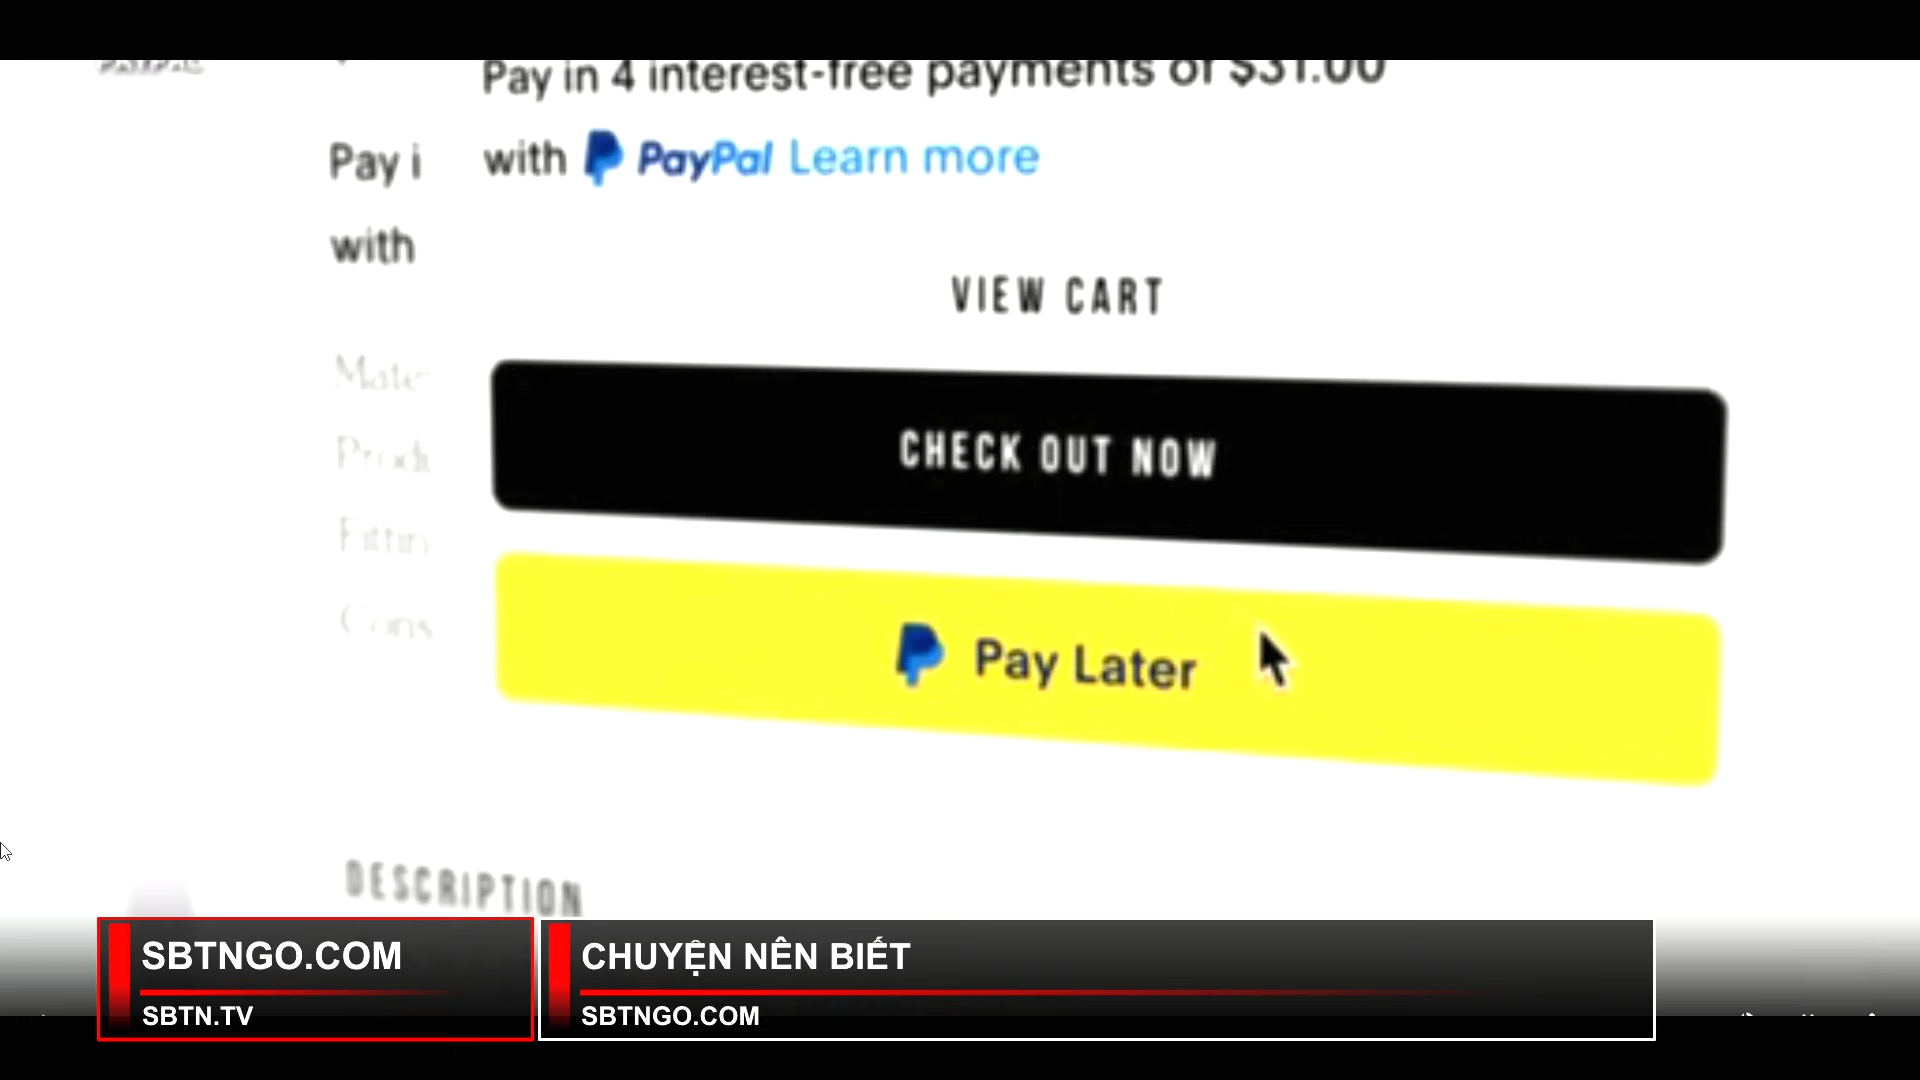 Pay in 4 interest-free payments of $31.00
with PayPal Learn more
Pay i
with
VIEW CART
CHECK OUT NOW
Pay Later
DESCRIPTION
SBTNGO.COM
SBTN.TV
CHUYỆN NÊN BIẾT
SBTNGO.COM